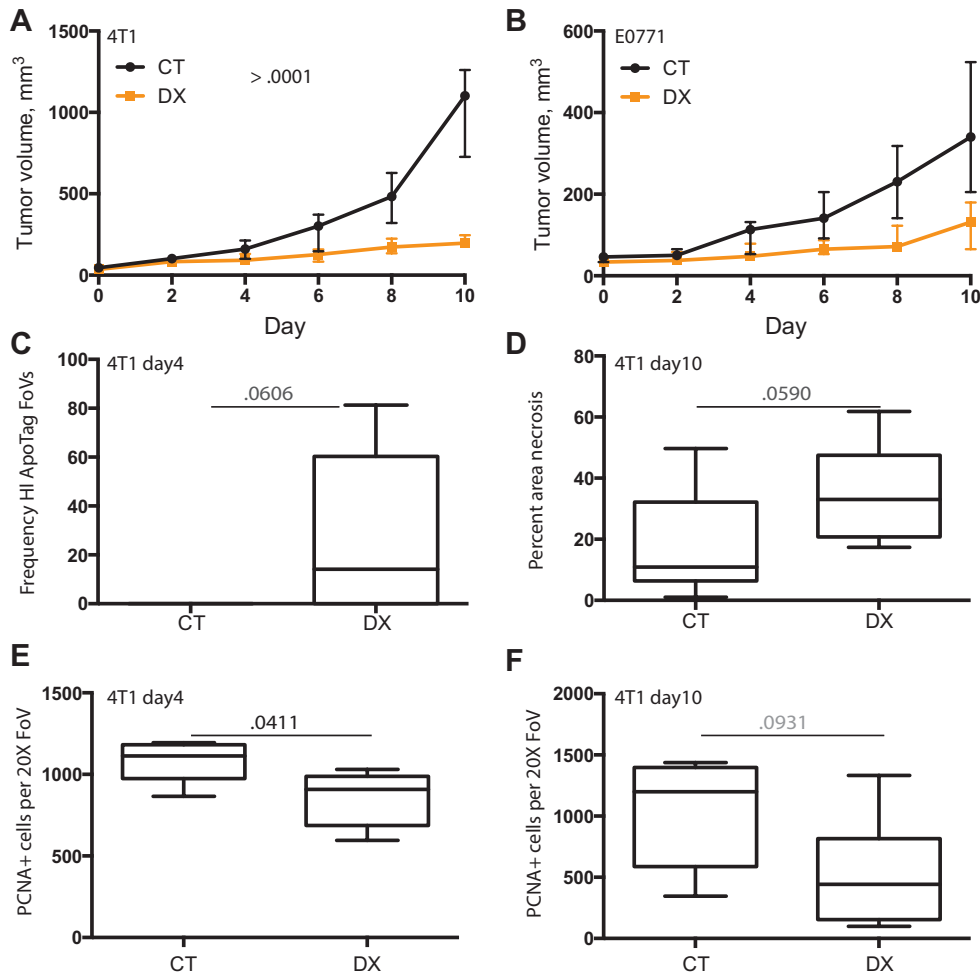 A
4T1
CT
DX
> .0001
Tumor volume, mm³
1500
1000
500
0
0 2 4 6 8 10
Day
B
E0771
CT
DX
Tumor volume, mm³
600
400
200
0
0 2 4 6 8 10
Day
C
4T1 day4
.0606
Frequency HI ApoTag FoVs
100
80
60
40
20
0
CT DX
D
4T1 day10
.0590
Percent area necrosis
80
60
40
20
0
CT DX
E
4T1 day4
.0411
PCNA+ cells per 20X FoV
1500
1000
500
0
CT DX
F
4T1 day10
.0931
PCNA+ cells per 20X FoV
2000
1500
1000
500
0
CT DX